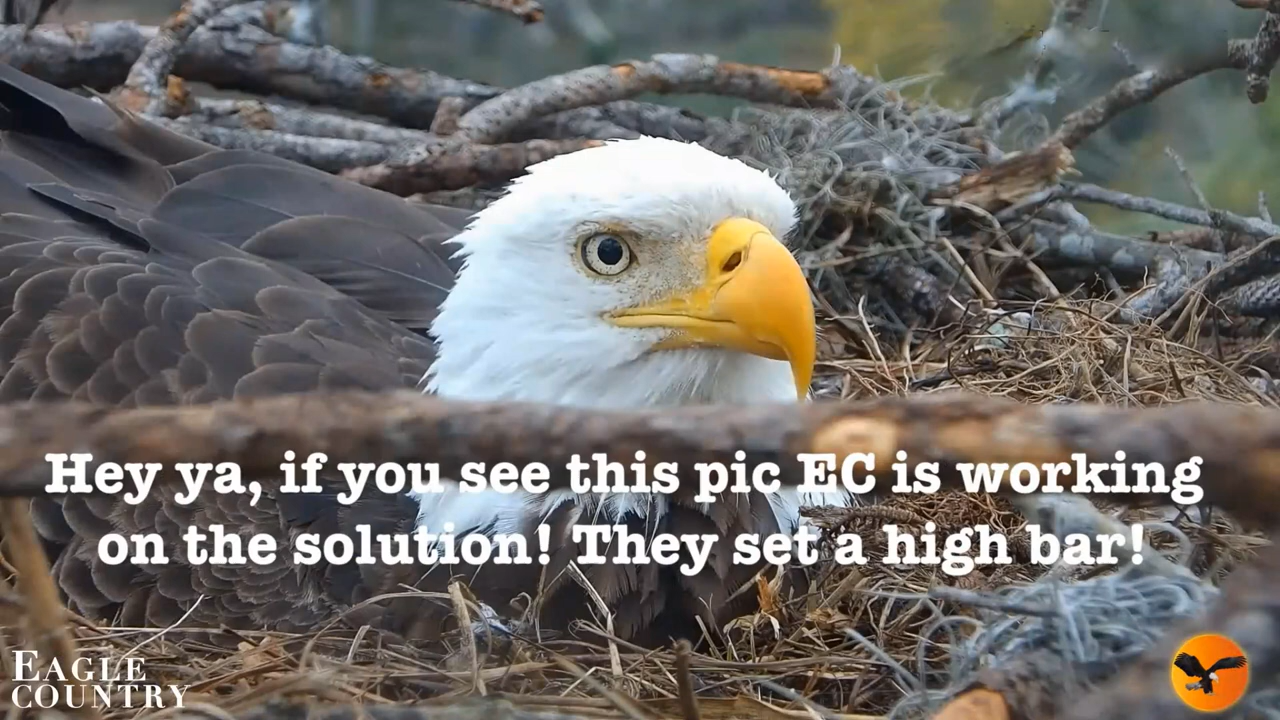 Hey ya, if you see this pic EC is working
on the solution! They set a high bar!
EAGLE
COUNTRY